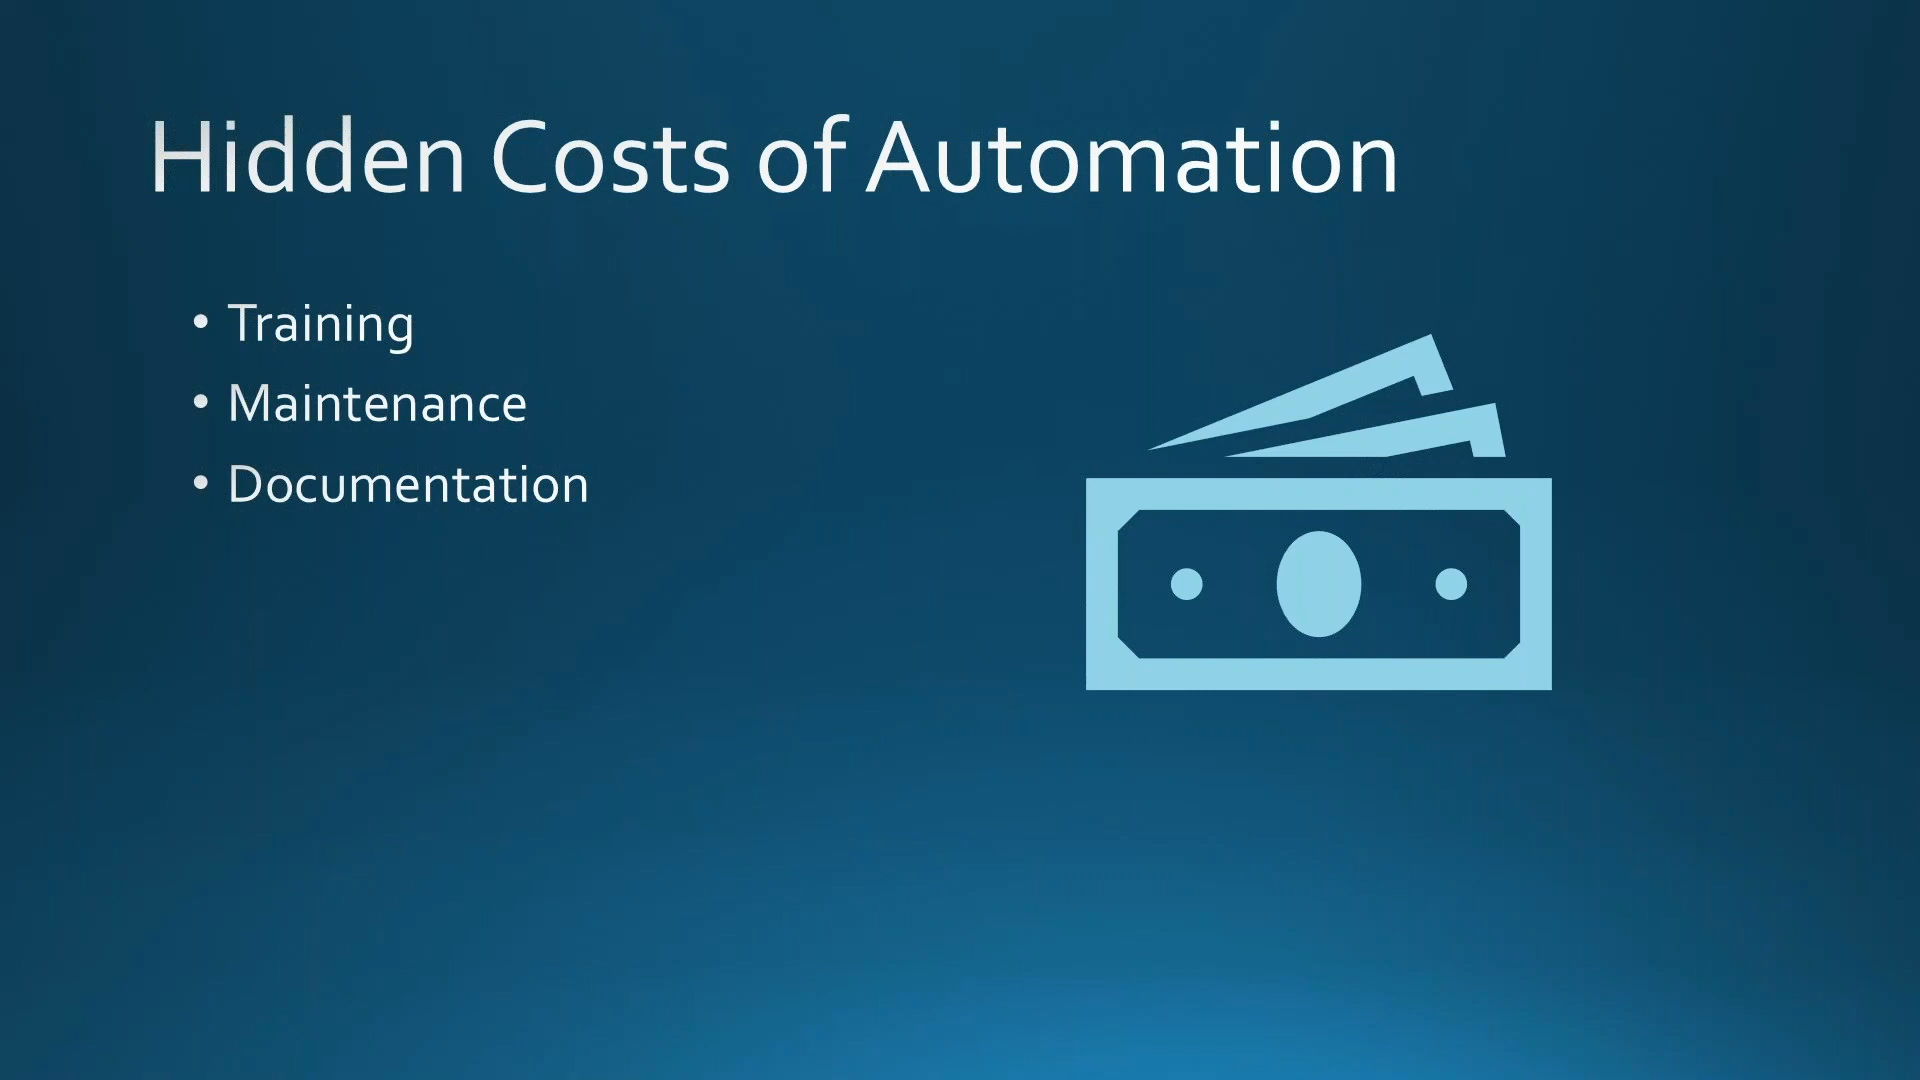 Hidden Costs of Automation
• Training
• Maintenance
• Documentation